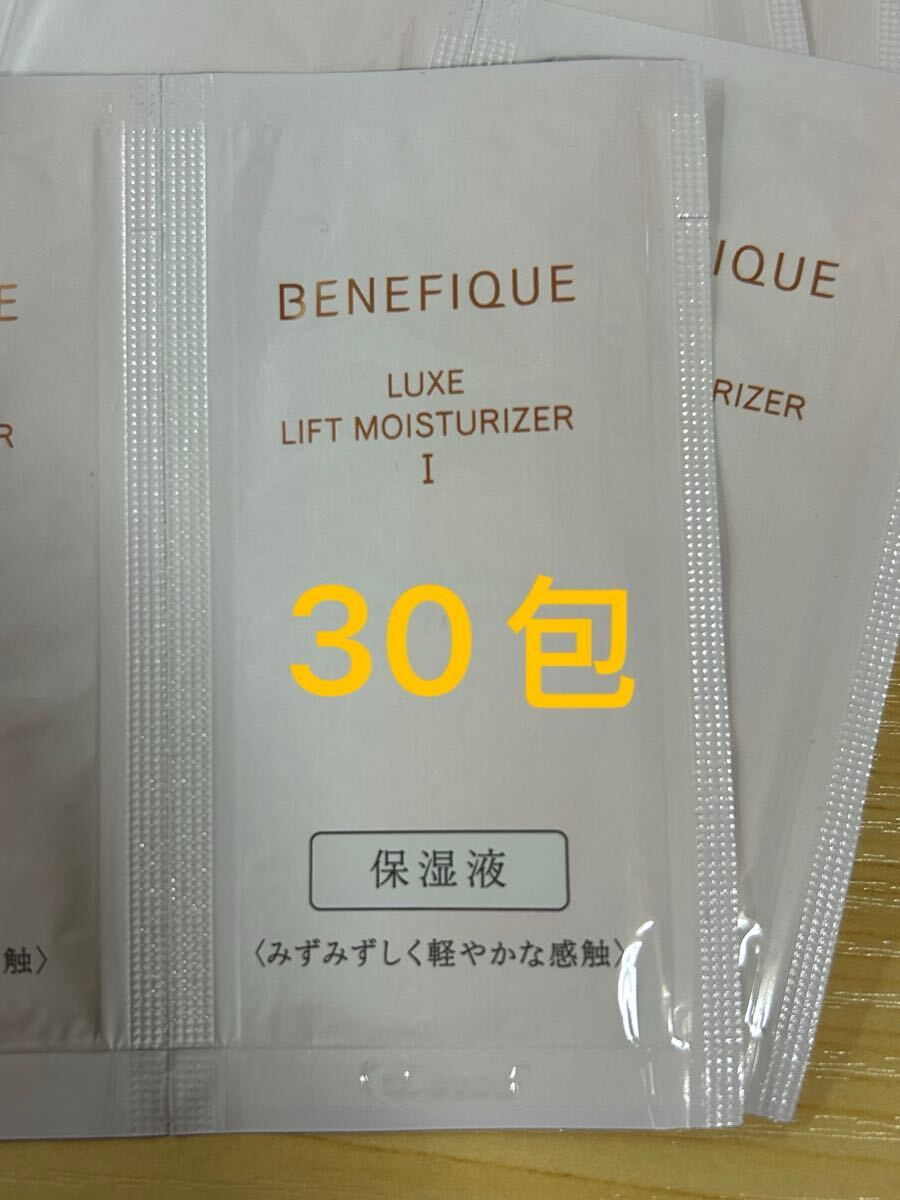 BENEFIQUE
LUXE
LIFT MOISTURIZER
I
30包
保湿液
〈みずみずしく軽やかな感触〉
E
R
触〉
IQUE
RIZER